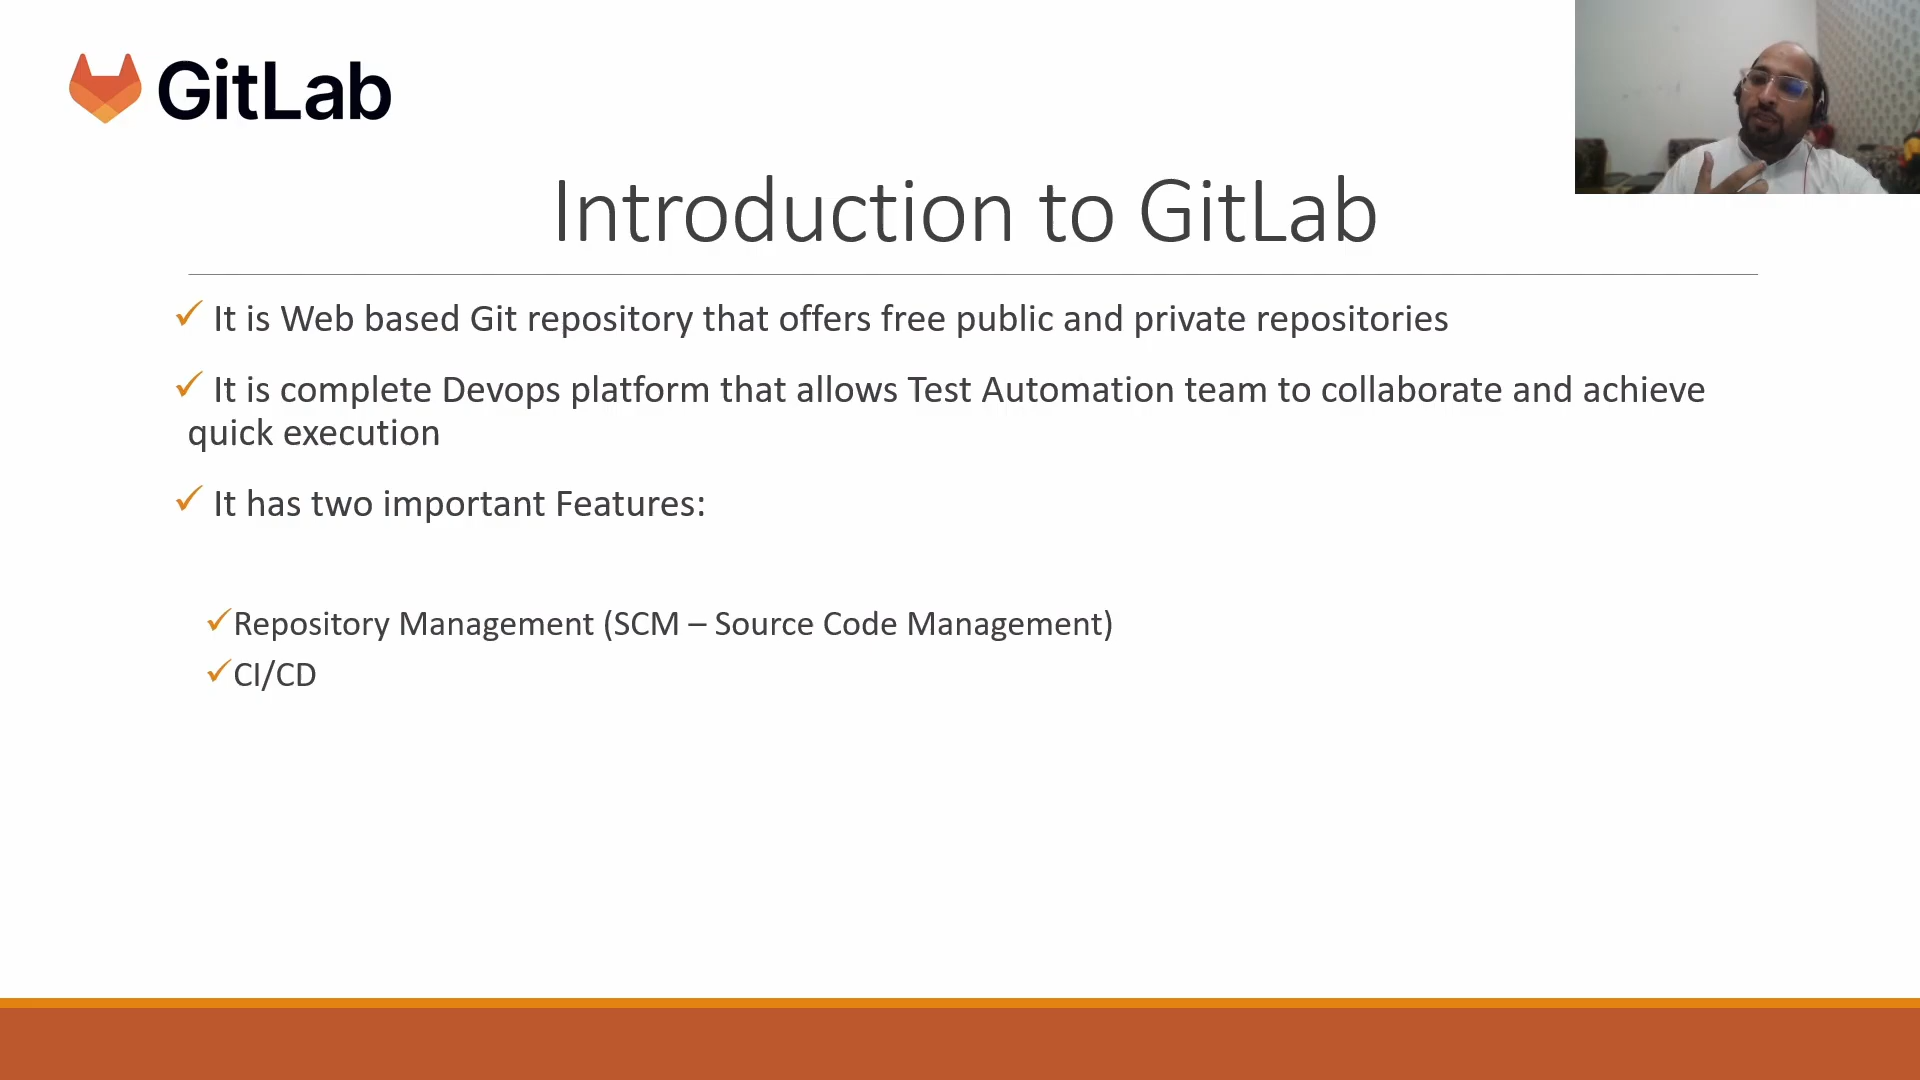 GitLab
Introduction to GitLab
✓ It is Web based Git repository that offers free public and private repositories
✓ It is complete Devops platform that allows Test Automation team to collaborate and achieve
quick execution
✓ It has two important Features:
✓Repository Management (SCM – Source Code Management)
✓CI/CD